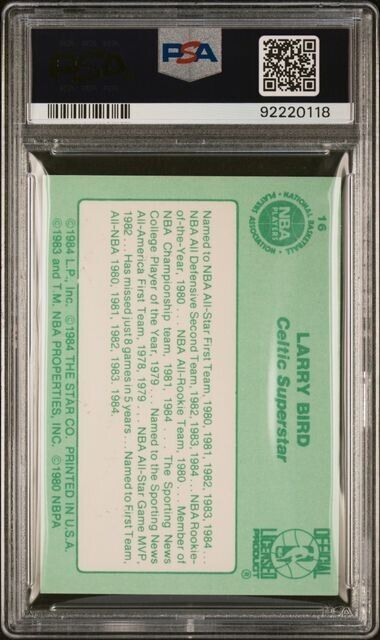 PSA
PSA
92220118
16
NATIONAL BASKETBALL
NBA
PLAYERS
PLAYERS ASSOCIATION
LARRY BIRD
Celtic Superstar
OFFICIAL
LICENSED
PRODUCT
®
Named to NBA All-Star First Team, 1980, 1981, 1982, 1983, 1984 . . .
NBA All Defensive Second Team, 1982, 1983, 1984 . . . NBA Rookie-
of-the-Year, 1980 . . . NBA All-Rookie Team, 1980 . . . Member of
NBA Championship team, 1981, 1984 . . . The Sporting News
College Player of the Year, 1979 . . . Named to the Sporting News
All-America First Team, 1978, 1979 . . . NBA All-Star Game MVP,
1982 . . . Has missed just 8 games in 5 years . . . Named to First Team,
All-NBA 1980, 1981, 1982, 1983, 1984.
©1984 L.P., Inc. ©1984 THE STAR CO. PRINTED IN U.S.A.
©1983 and T.M. NBA PROPERTIES, INC. ©1980 NBPA
PSA